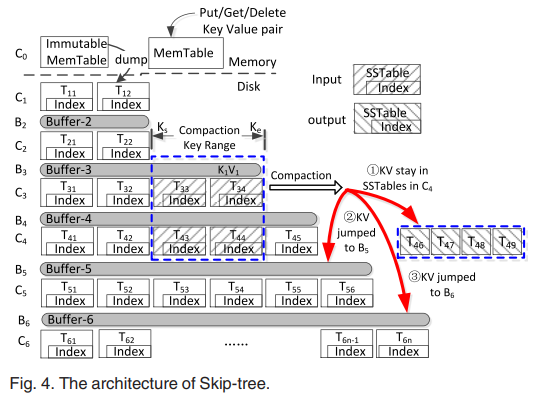 Put/Get/Delete
Key Value pair
C0 Immutable MemTable dump MemTable
Memory
Disk
Input SSTable Index
output SSTable Index
C1 T11 Index T12 Index
B2 Buffer-2
Ks Compaction Key Range Ke
C2 T21 Index T22 Index
B3 Buffer-3 K1V1
Compaction
①KV stay in
SSTables in C4
C3 T31 Index T32 Index T33 Index T34 Index
B4 Buffer-4
②KV
jumped
to B5
C4 T41 Index T42 Index T43 Index T44 Index T45 Index
T46 T47 T48 T49
B5 Buffer-5
③KV jumped
to B6
C5 T51 Index T52 Index T53 Index T54 Index T55 Index T56 Index
B6 Buffer-6
C6 T61 Index T62 Index ...... T6n-1 Index T6n Index
Fig. 4. The architecture of Skip-tree.